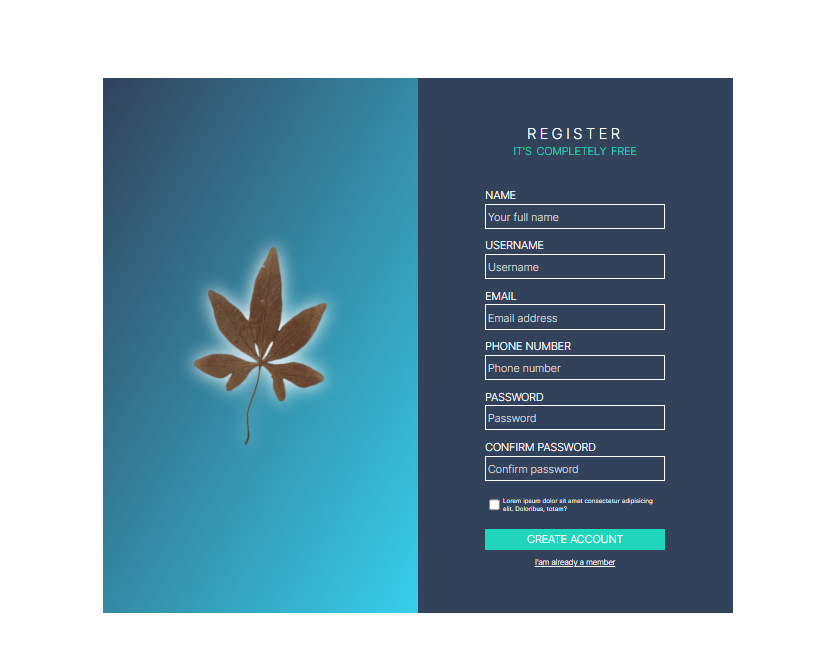 REGISTER
IT'S COMPLETELY FREE
NAME
Your full name
USERNAME
Username
EMAIL
Email address
PHONE NUMBER
Phone number
PASSWORD
Password
CONFIRM PASSWORD
Confirm password
Lorem ipsum dolor sit amet consectetur adipisicing
elit. Doloribus, totam?
CREATE ACCOUNT
I'am already a member